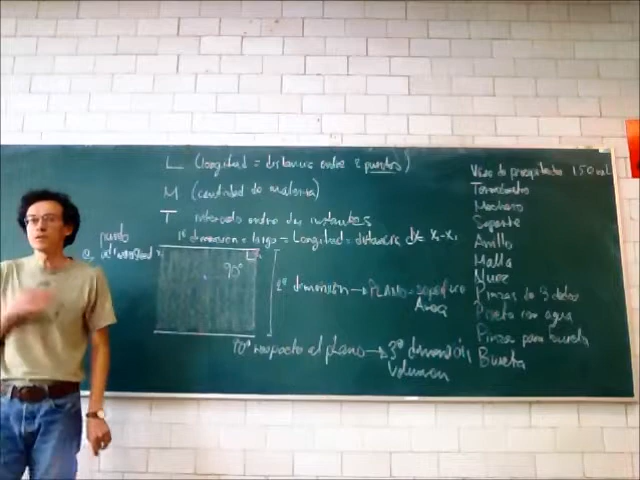 L (longitud = distancia entre 2 puntos)
M (cantidad de materia)
T intervalo entre dos instantes
1ª dimensión = largo = Longitud = distancia
punto
90°
2ª dimensión → PLANO - superficie
Area
90° respecto al plano → 3ª dimensión
Volumen
Vaso de precipitados 150 mL
Termómetro
Mechero
Soporte
Anillo
Malla
Nuez
Pinzas de 3 dedos
Piseta con agua
Pinzas para bureta
Bureta